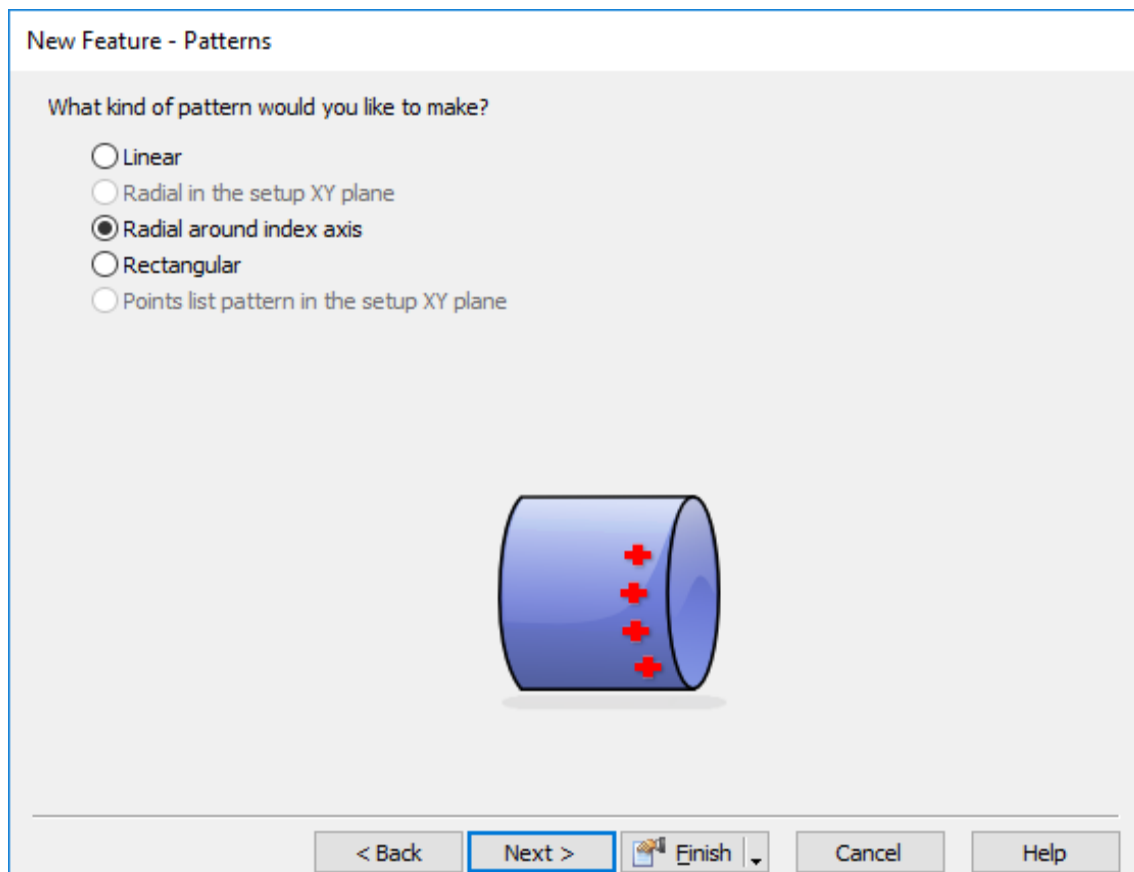 New Feature - Patterns
What kind of pattern would you like to make?
Linear
Radial in the setup XY plane
Radial around index axis
Rectangular
Points list pattern in the setup XY plane
< Back Next > Finish Cancel Help